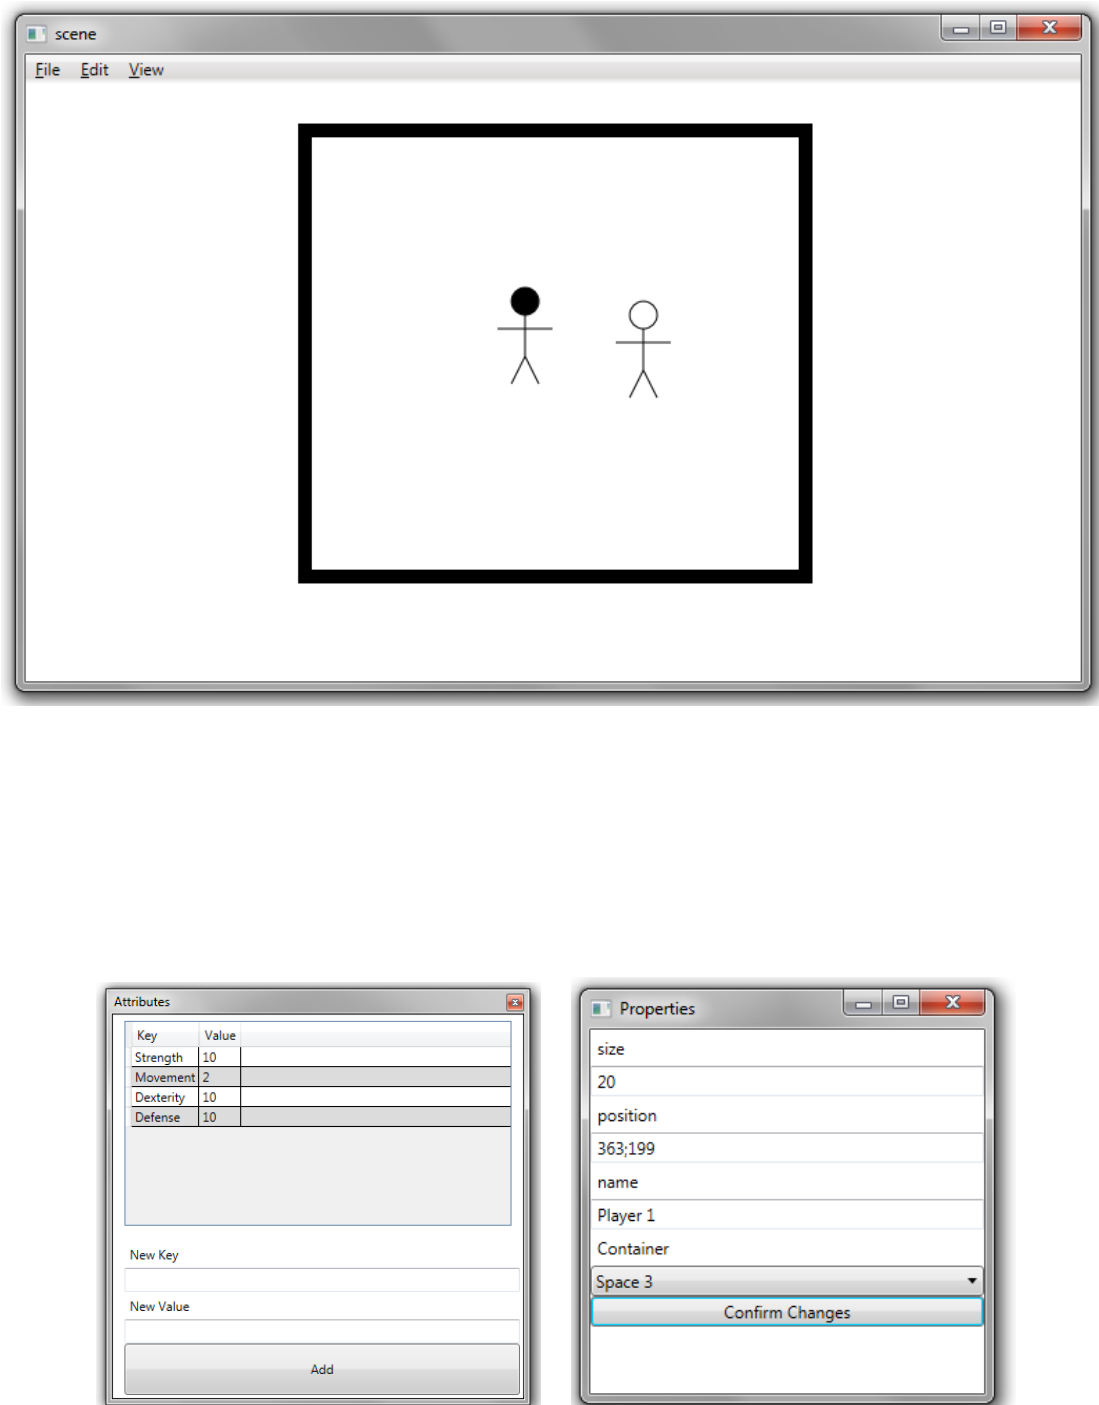 scene
File Edit View
Attributes
Key Value
Strength 10
Movement 2
Dexterity 10
Defense 10
New Key
New Value
Add
Properties
size
20
position
363;199
name
Player 1
Container
Space 3
Confirm Changes